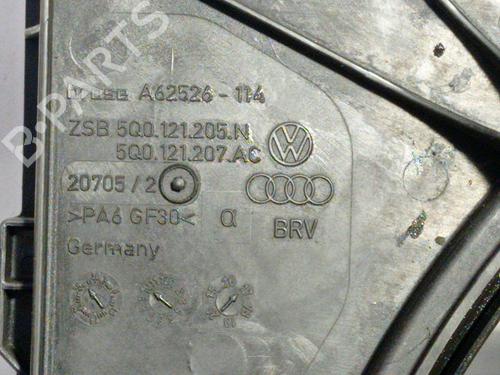 A62526-114
ZSB 5Q0.121.205.N
5Q0.121.207.AC
20705/2
>PA6 GF30< α BRV
Germany
B-PARTS